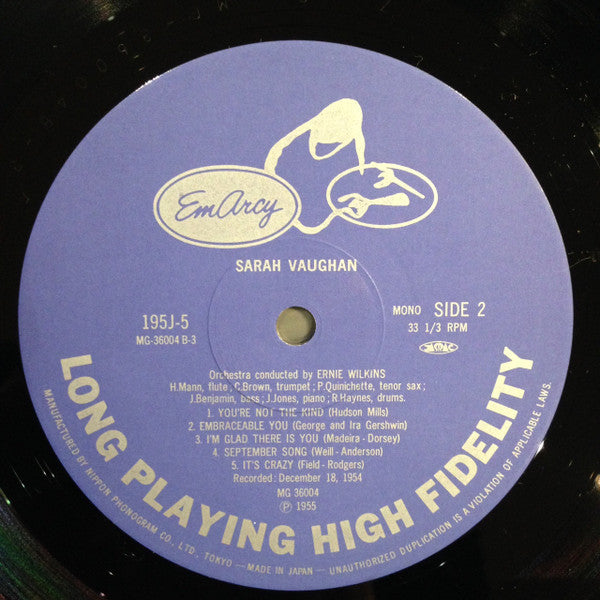 EmArcy
SARAH VAUGHAN
195J-5
MG-36004 B-3
MONO SIDE 2
33 1/3 RPM
Orchestra conducted by ERNIE WILKINS
H.Mann, flute ; C.Brown, trumpet ; P.Quinichette, tenor sax ;
J.Benjamin, bass ; J.Jones, piano ; R.Haynes, drums.
1. YOU'RE NOT THE KIND (Hudson Mills)
2. EMBRACEABLE YOU (George and Ira Gershwin)
3. I'M GLAD THERE IS YOU (Madeira - Dorsey)
4. SEPTEMBER SONG (Weill - Anderson)
5. IT'S CRAZY (Field - Rodgers)
Recorded : December 18, 1954
MG 36004
Ⓟ 1955
LONG PLAYING HIGH FIDELITY
MANUFACTURED BY NIPPON PHONOGRAM CO., LTD., TOKYO — MADE IN JAPAN — UNAUTHORIZED DUPLICATION IS A VIOLATION OF APPLICABLE LAWS.